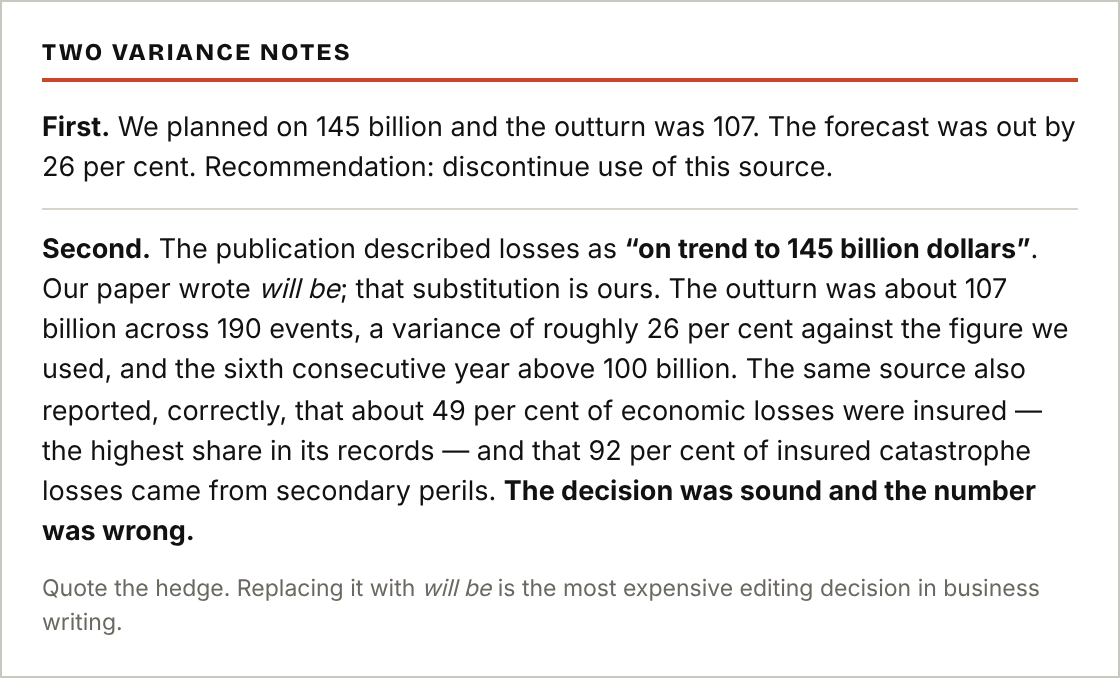 TWO VARIANCE NOTES
First. We planned on 145 billion and the outturn was 107. The forecast was out by
26 per cent. Recommendation: discontinue use of this source.
Second. The publication described losses as “on trend to 145 billion dollars”.
Our paper wrote will be; that substitution is ours. The outturn was about 107
billion across 190 events, a variance of roughly 26 per cent against the figure we
used, and the sixth consecutive year above 100 billion. The same source also
reported, correctly, that about 49 per cent of economic losses were insured —
the highest share in its records — and that 92 per cent of insured catastrophe
losses came from secondary perils. The decision was sound and the number
was wrong.
Quote the hedge. Replacing it with will be is the most expensive editing decision in business
writing.